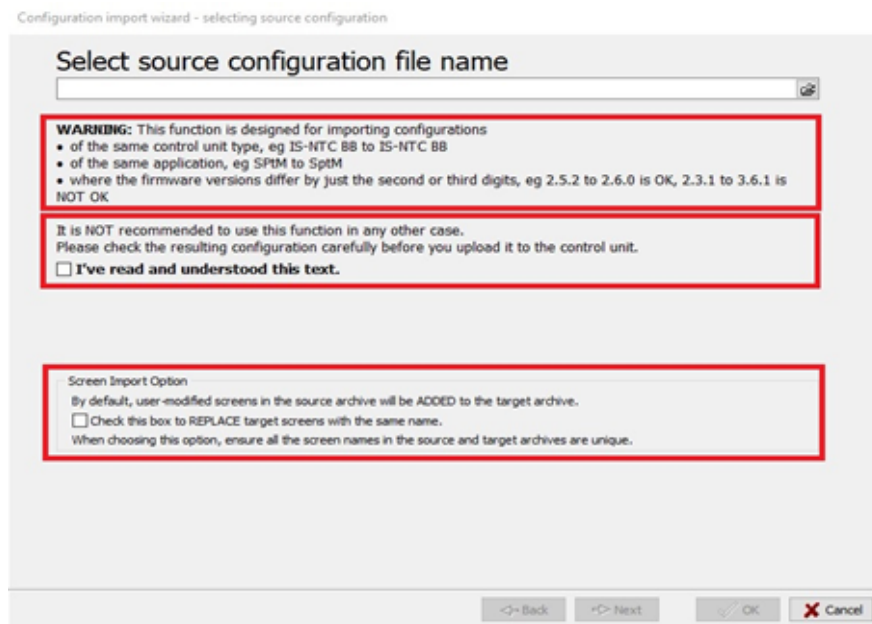 Configuration import wizard - selecting source configuration
Select source configuration file name
WARNING: This function is designed for importing configurations
• of the same control unit type, eg IS-NTC BB to IS-NTC BB
• of the same application, eg SPtM to SptM
• where the firmware versions differ by just the second or third digits, eg 2.5.2 to 2.6.0 is OK, 2.3.1 to 3.6.1 is
NOT OK
It is NOT recommended to use this function in any other case.
Please check the resulting configuration carefully before you upload it to the control unit.
I've read and understood this text.
Screen Import Option
By default, user-modified screens in the source archive will be ADDED to the target archive.
Check this box to REPLACE target screens with the same name.
When choosing this option, ensure all the screen names in the source and target archives are unique.
Back Next OK Cancel